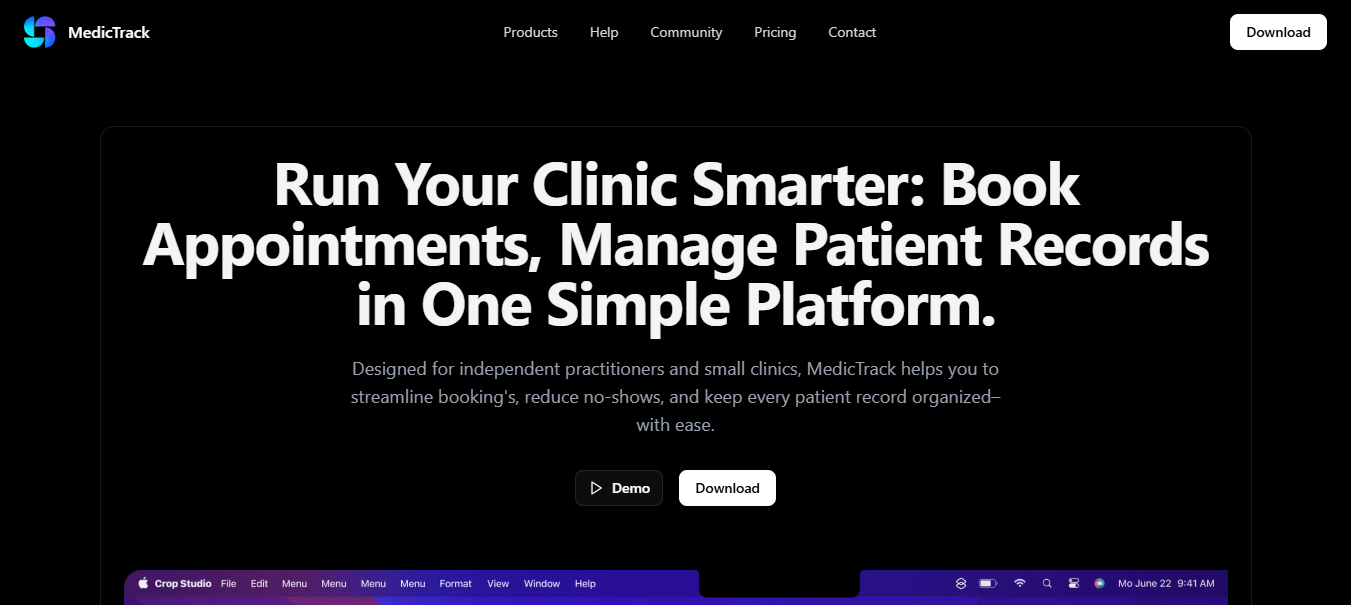 MedicTrack
Products Help Community Pricing Contact
Download
Run Your Clinic Smarter: Book
Appointments, Manage Patient Records
in One Simple Platform.
Designed for independent practitioners and small clinics, MedicTrack helps you to
streamline booking's, reduce no-shows, and keep every patient record organized–
with ease.
Demo Download
Crop Studio File Edit Menu Menu Menu Menu Format View Window Help Mo June 22 9:41 AM